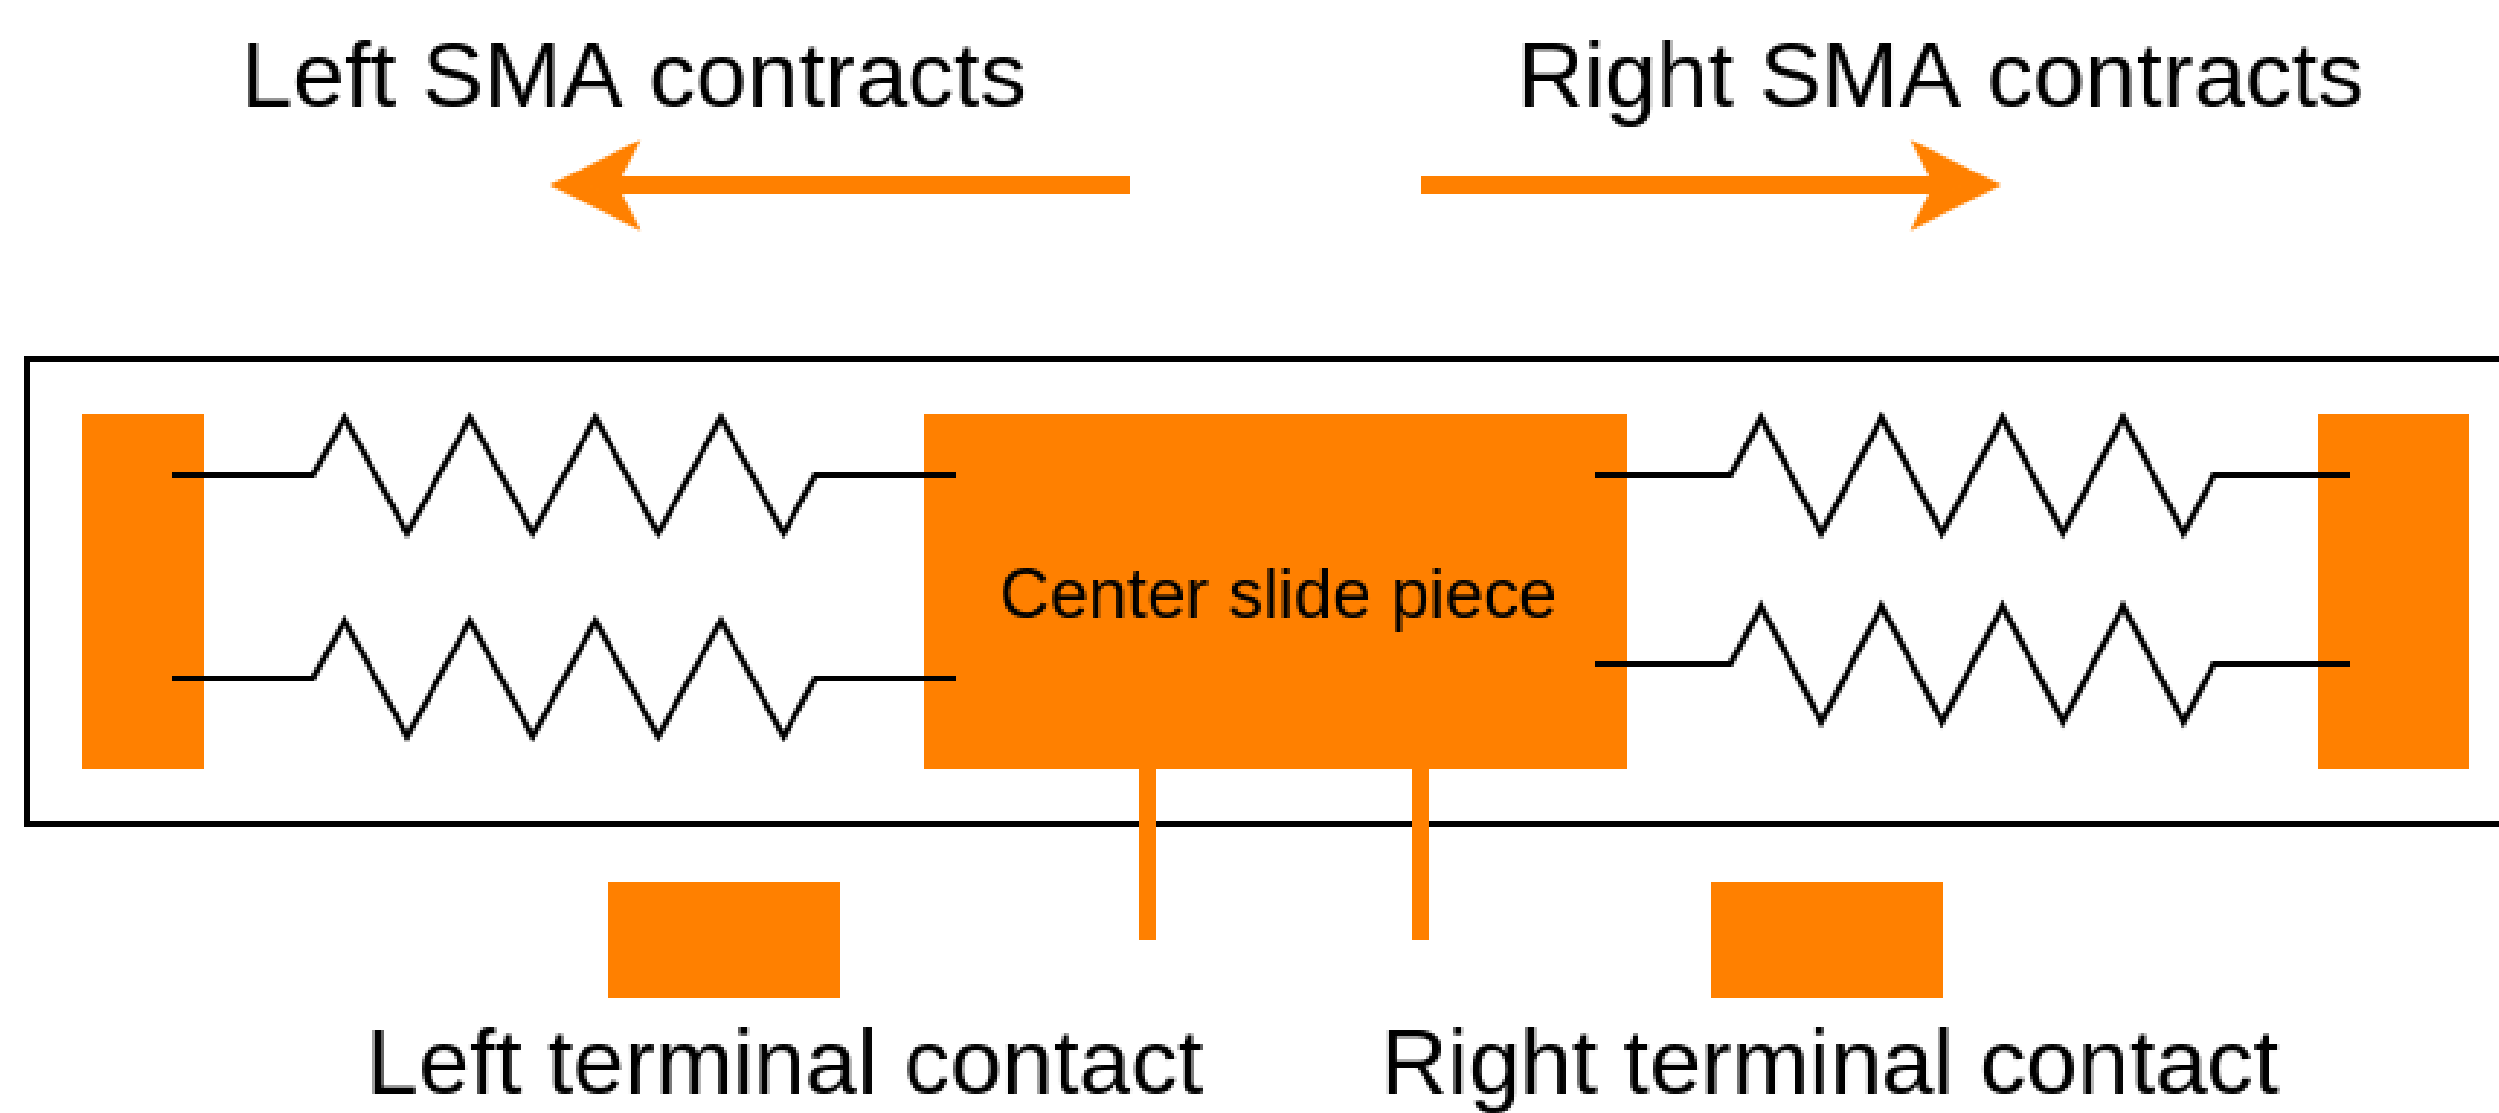 Left SMA contracts
Right SMA contracts
Center slide piece
Left terminal contact
Right terminal contact